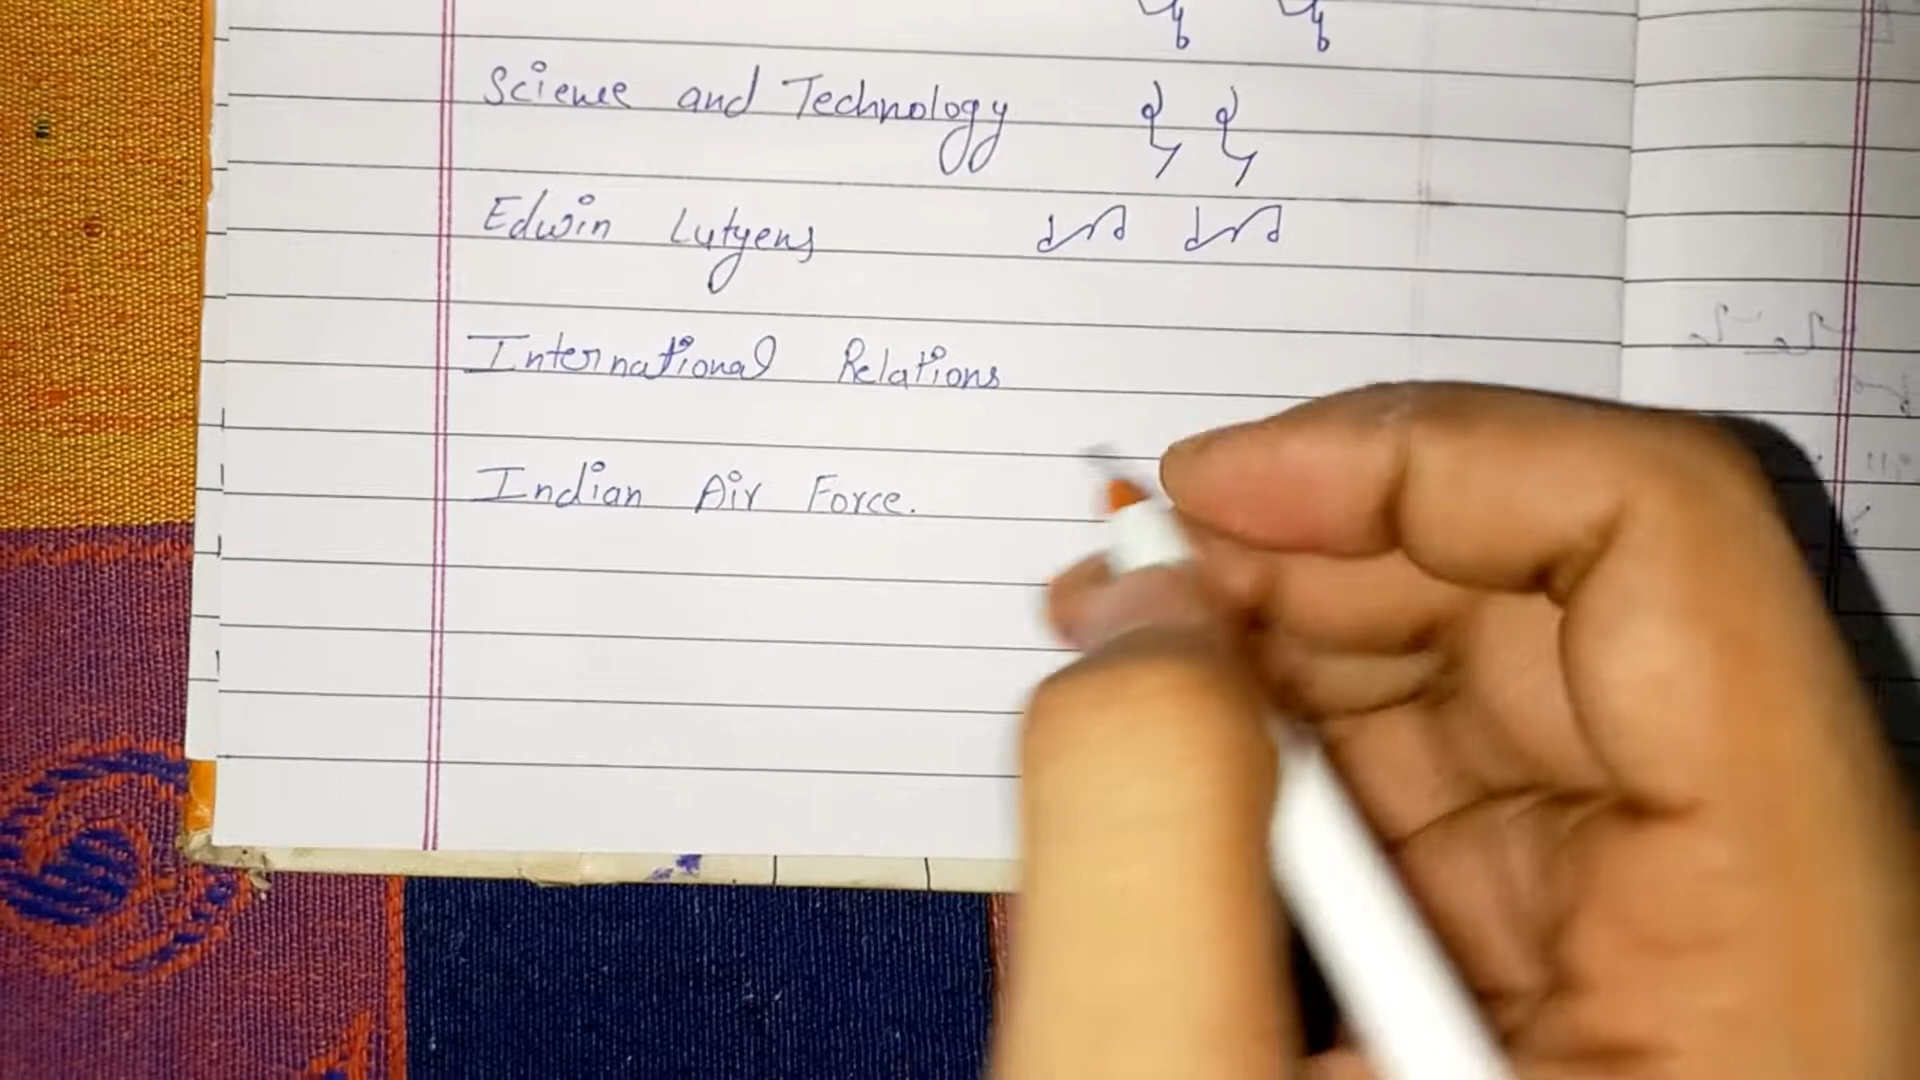 Science and Technology
Edwin Lutyens
International Relations
Indian Air Force.